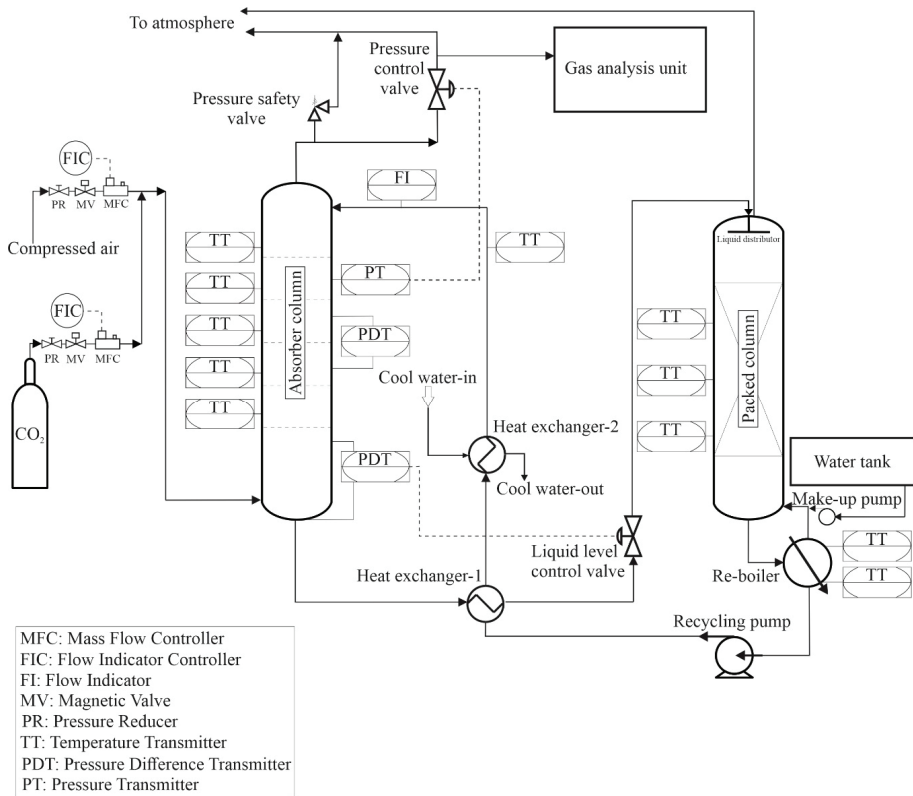 To atmosphere
Pressure
control
valve
Gas analysis unit
Pressure safety
valve
FIC
PR
MV
MFC
Compressed air
FI
TT
TT
TT
TT
TT
TT
Absorber column
PT
PDT
PDT
FIC
PR
MV
MFC
CO₂
Cool water-in
Heat exchanger-2
Cool water-out
Heat exchanger-1
Liquid level
control valve
Liquid distributor
Packed column
TT
TT
TT
Water tank
Make-up pump
Re-boiler
TT
TT
Recycling pump
MFC: Mass Flow Controller
FIC: Flow Indicator Controller
FI: Flow Indicator
MV: Magnetic Valve
PR: Pressure Reducer
TT: Temperature Transmitter
PDT: Pressure Difference Transmitter
PT: Pressure Transmitter